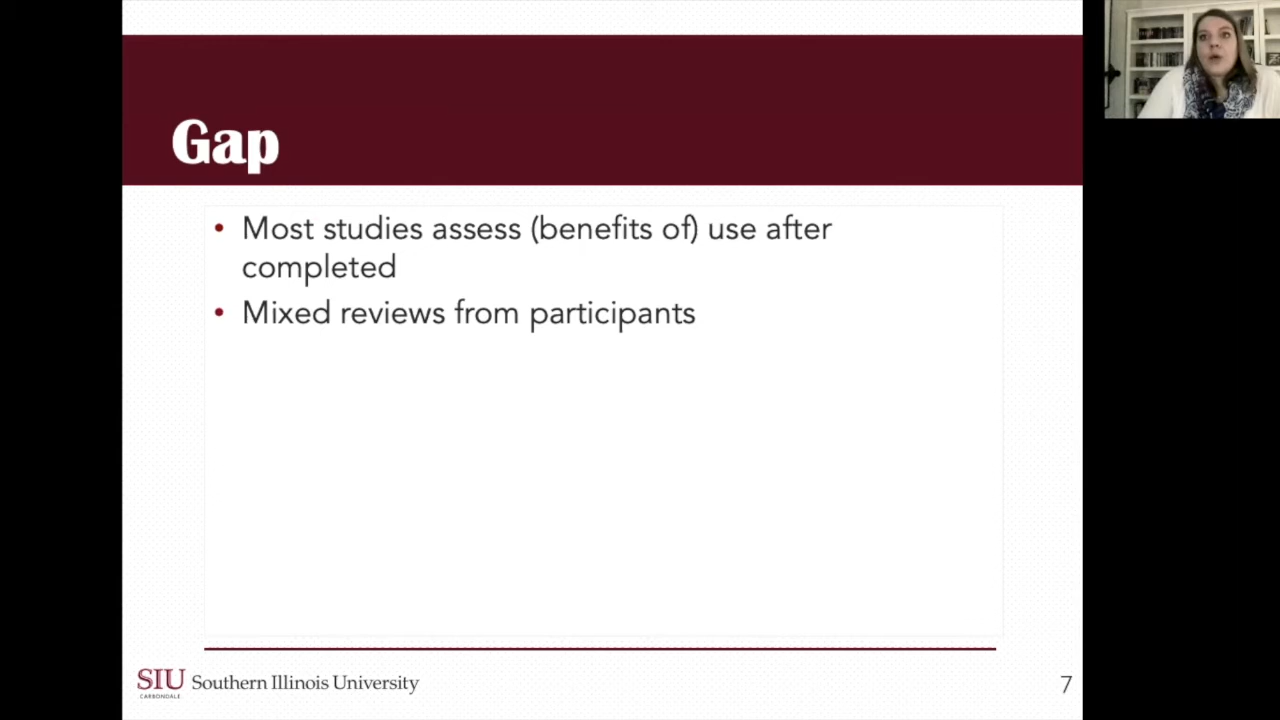 Gap
• Most studies assess (benefits of) use after
completed
• Mixed reviews from participants
SIU
CARBONDALE
Southern Illinois University
7